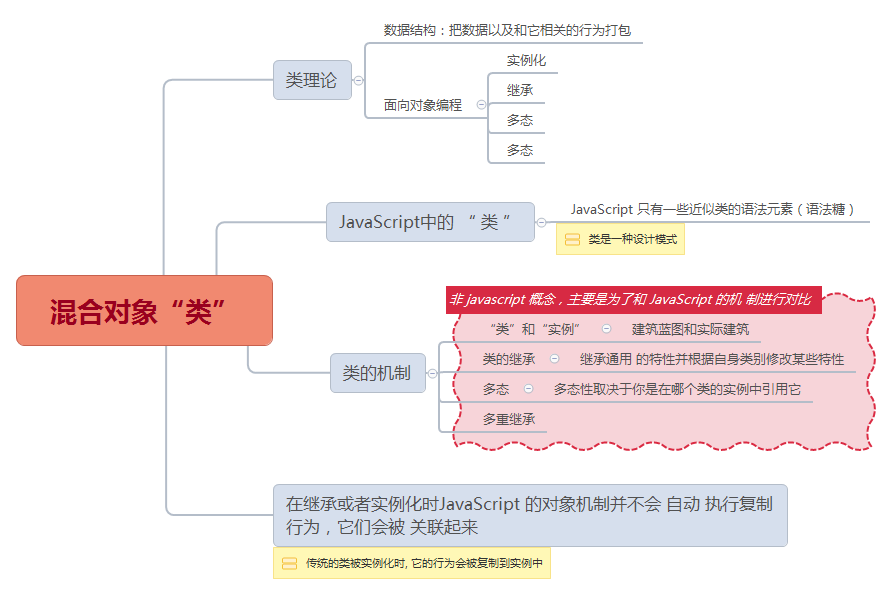 数据结构：把数据以及和它相关的行为打包
类理论
实例化
继承
面向对象编程
多态
多态
JavaScript中的 “ 类 ”
JavaScript 只有一些近似类的语法元素（语法糖）
类是一种设计模式
混合对象“类”
非 javascript 概念，主要是为了和 JavaScript 的机 制进行对比
“类”和“实例”
建筑蓝图和实际建筑
类的机制
类的继承
继承通用 的特性并根据自身类别修改某些特性
多态
多态性取决于你是在哪个类的实例中引用它
多重继承
在继承或者实例化时JavaScript 的对象机制并不会 自动 执行复制
行为，它们会被 关联起来
传统的类被实例化时, 它的行为会被复制到实例中